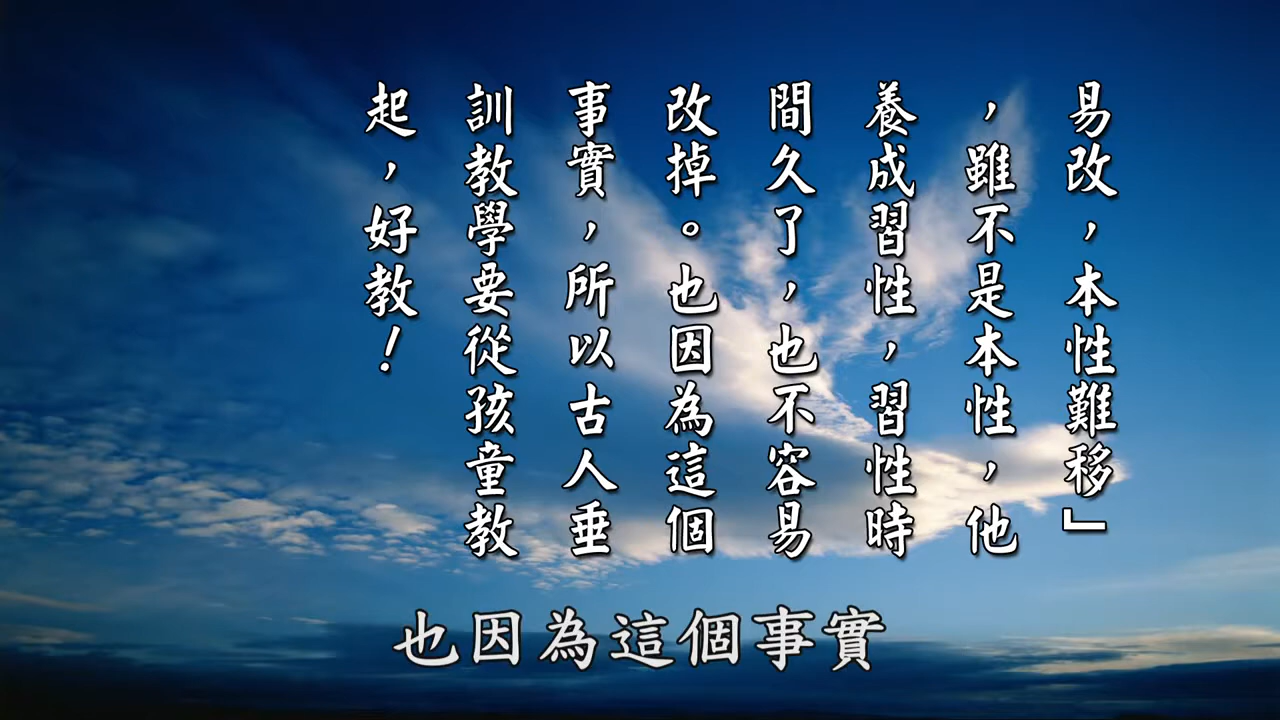 易改，本性難移」
，雖不是本性，他
養成習性，習性時
間久了，也不容易
改掉。也因為這個
事實，所以古人垂
訓教學要從孩童教
起，好教！
也因為這個事實